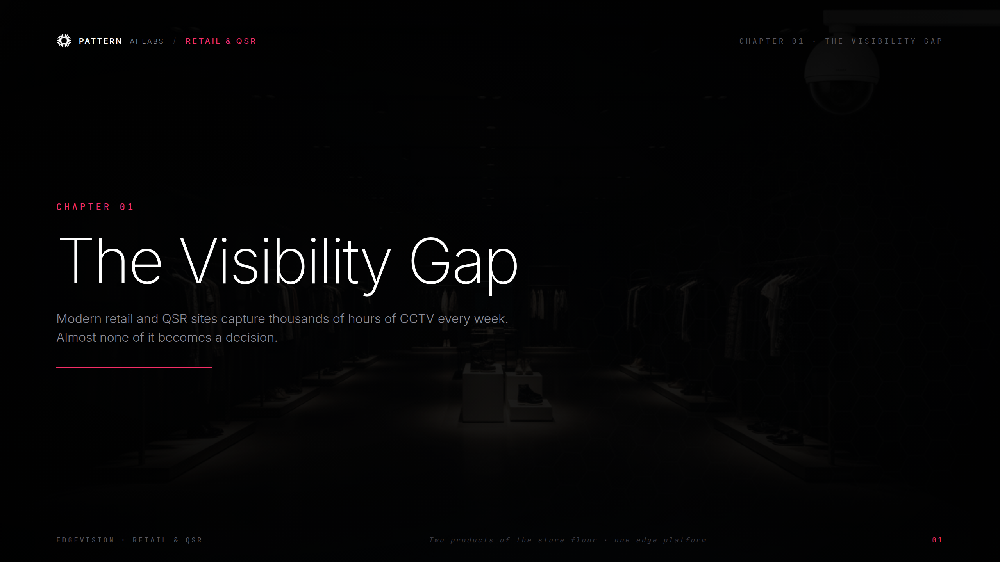 PATTERN AI LABS / RETAIL & QSR
CHAPTER 01 · THE VISIBILITY GAP
CHAPTER 01
The Visibility Gap
Modern retail and QSR sites capture thousands of hours of CCTV every week.
Almost none of it becomes a decision.
EDGEVISION · RETAIL & QSR
Two products of the store floor · one edge platform
01